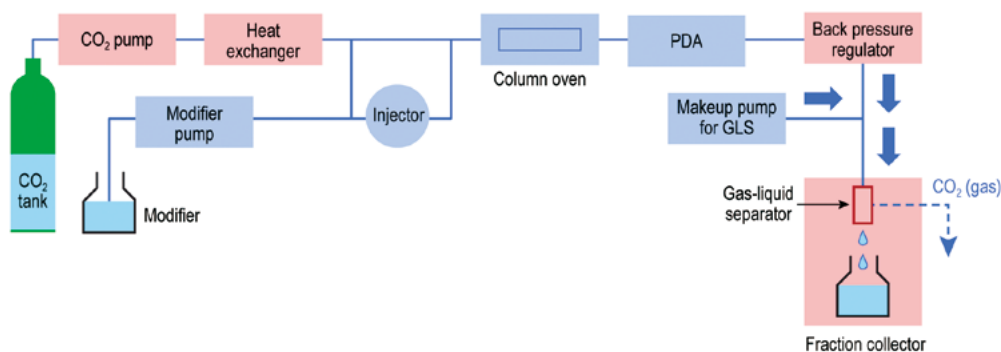 CO₂ pump
Heat
exchanger
Column oven
PDA
Back pressure
regulator
Injector
Modifier
pump
Makeup pump
for GLS
CO₂
tank
Modifier
Gas-liquid
separator
CO₂ (gas)
Fraction collector